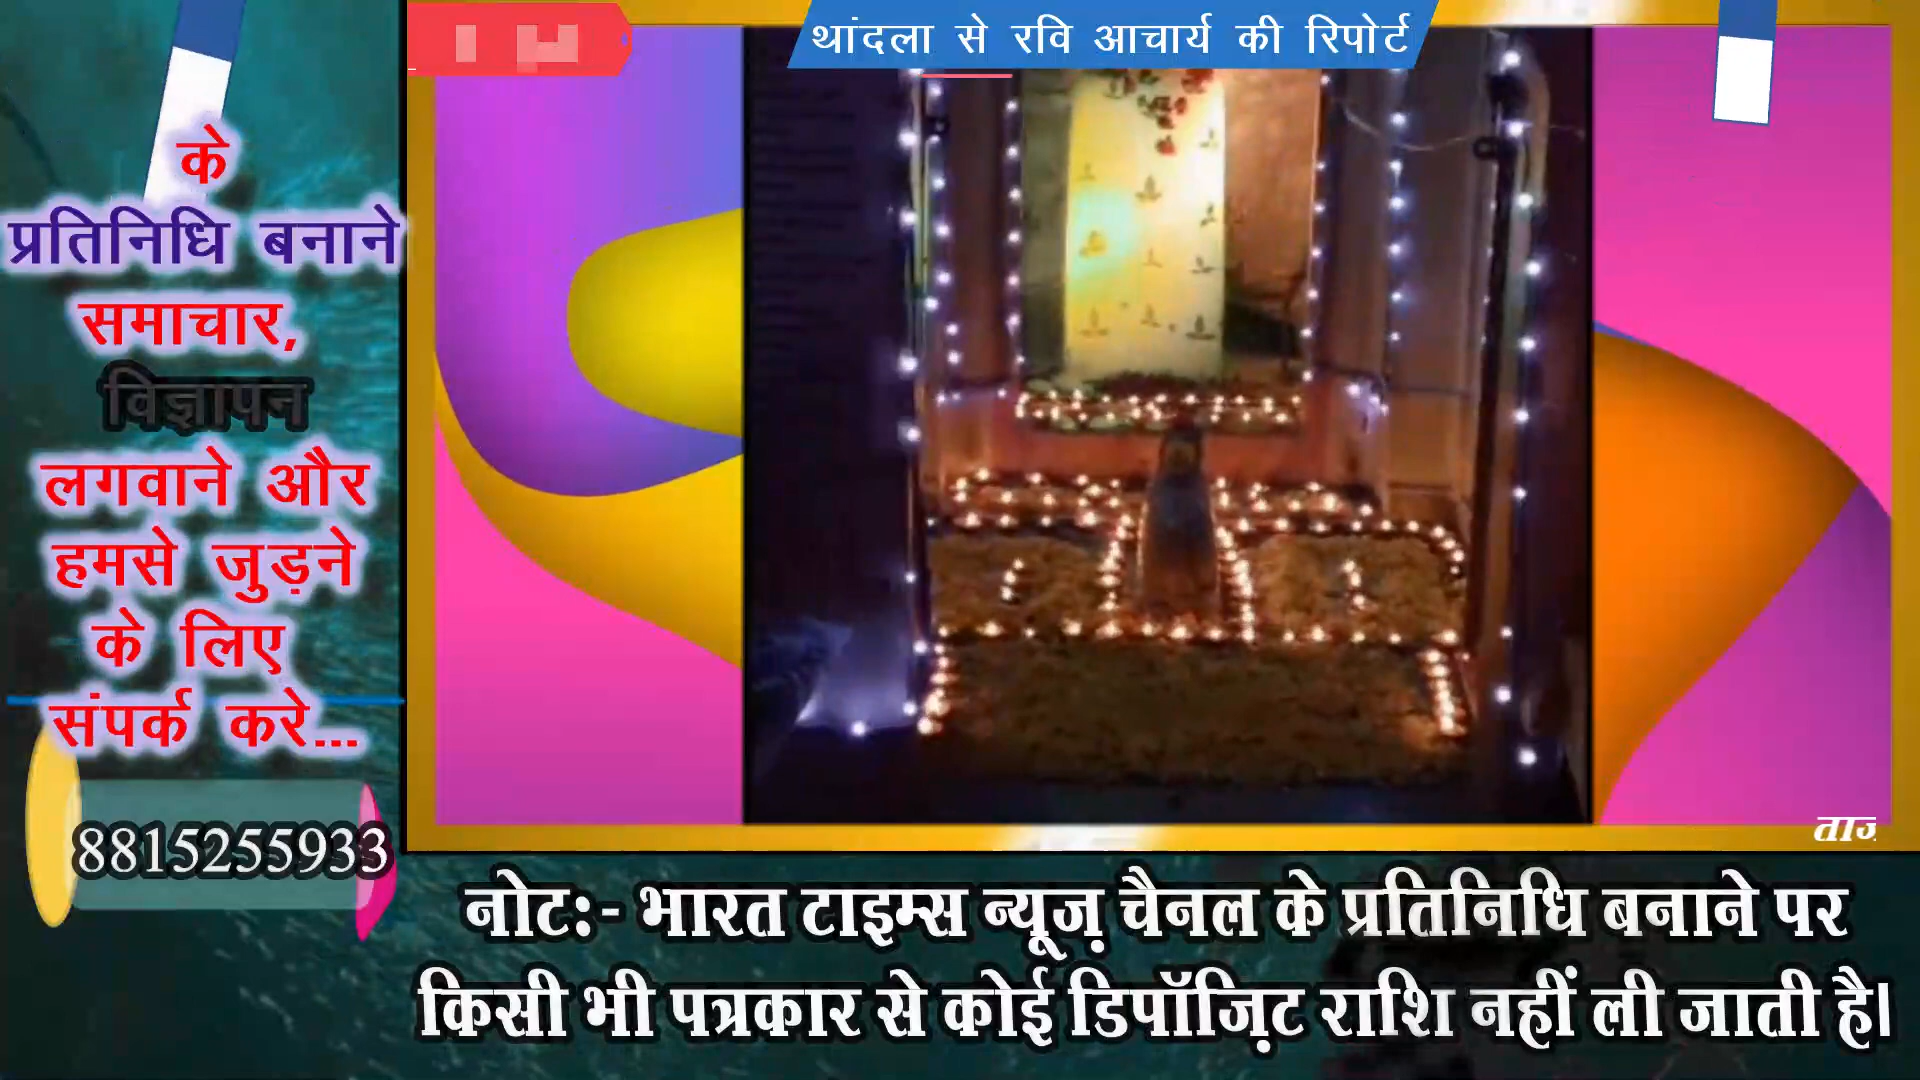 थांदला से रवि आचार्य की रिपोर्ट
के
प्रतिनिधि बनाने
समाचार,
विज्ञापन
लगवाने और
हमसे जुड़ने
के लिए
संपर्क करे...
8815255933
नोट:- भारत टाइम्स न्यूज़ चैनल के प्रतिनिधि बनाने पर
किसी भी पत्रकार से कोई डिपॉज़िट राशि नहीं ली जाती है।